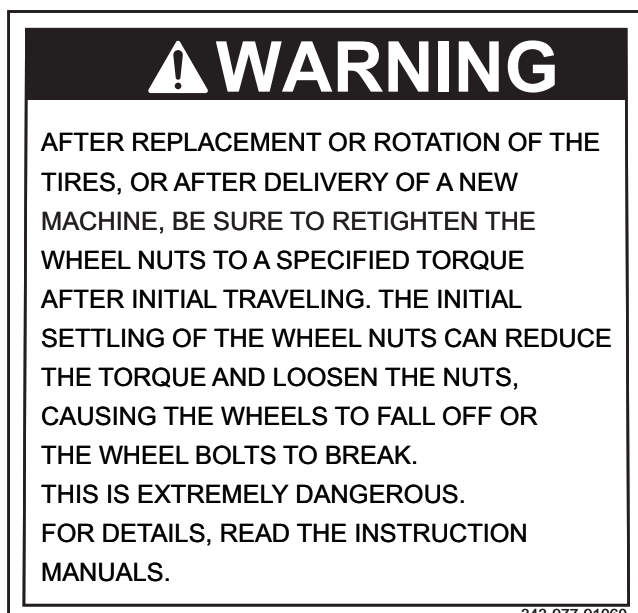 WARNING
AFTER REPLACEMENT OR ROTATION OF THE
TIRES, OR AFTER DELIVERY OF A NEW
MACHINE, BE SURE TO RETIGHTEN THE
WHEEL NUTS TO A SPECIFIED TORQUE
AFTER INITIAL TRAVELING. THE INITIAL
SETTLING OF THE WHEEL NUTS CAN REDUCE
THE TORQUE AND LOOSEN THE NUTS,
CAUSING THE WHEELS TO FALL OFF OR
THE WHEEL BOLTS TO BREAK.
THIS IS EXTREMELY DANGEROUS.
FOR DETAILS, READ THE INSTRUCTION
MANUALS.